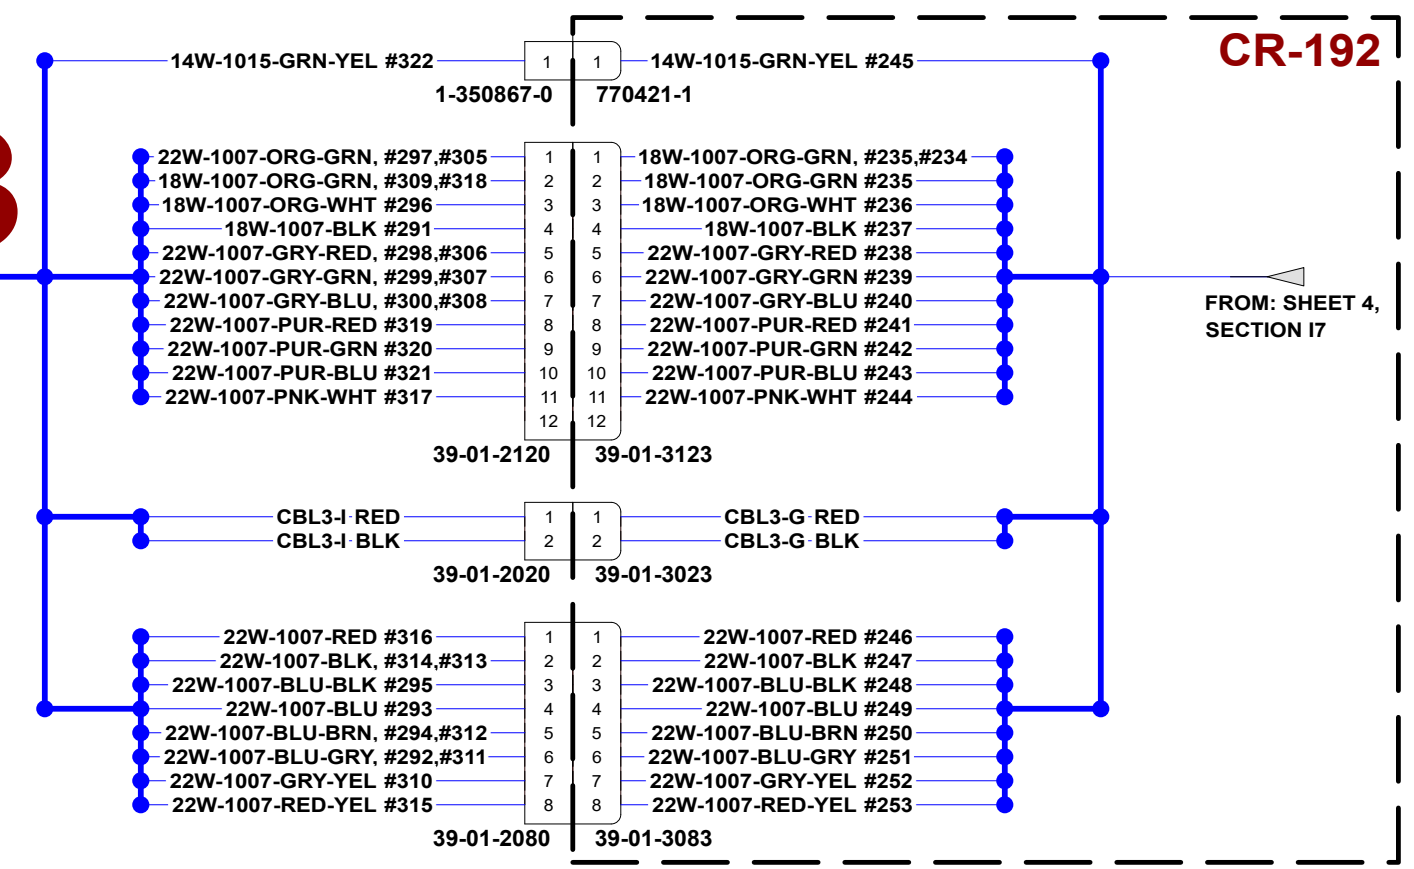 CR-192
14W-1015-GRN-YEL #322 1 1 14W-1015-GRN-YEL #245
1-350867-0 770421-1
22W-1007-ORG-GRN, #297,#305 1 1 18W-1007-ORG-GRN, #235,#234
18W-1007-ORG-GRN, #309,#318 2 2 18W-1007-ORG-GRN #235
18W-1007-ORG-WHT #296 3 3 18W-1007-ORG-WHT #236
18W-1007-BLK #291 4 4 18W-1007-BLK #237
22W-1007-GRY-RED, #298,#306 5 5 22W-1007-GRY-RED #238
22W-1007-GRY-GRN, #299,#307 6 6 22W-1007-GRY-GRN #239
22W-1007-GRY-BLU, #300,#308 7 7 22W-1007-GRY-BLU #240
22W-1007-PUR-RED #319 8 8 22W-1007-PUR-RED #241
22W-1007-PUR-GRN #320 9 9 22W-1007-PUR-GRN #242
22W-1007-PUR-BLU #321 10 10 22W-1007-PUR-BLU #243
22W-1007-PNK-WHT #317 11 11 22W-1007-PNK-WHT #244
12 12
39-01-2120 39-01-3123
FROM: SHEET 4,
SECTION I7
CBL3-I RED 1 1 CBL3-G RED
CBL3-I BLK 2 2 CBL3-G BLK
39-01-2020 39-01-3023
22W-1007-RED #316 1 1 22W-1007-RED #246
22W-1007-BLK, #314,#313 2 2 22W-1007-BLK #247
22W-1007-BLU-BLK #295 3 3 22W-1007-BLU-BLK #248
22W-1007-BLU #293 4 4 22W-1007-BLU #249
22W-1007-BLU-BRN, #294,#312 5 5 22W-1007-BLU-BRN #250
22W-1007-BLU-GRY, #292,#311 6 6 22W-1007-BLU-GRY #251
22W-1007-GRY-YEL #310 7 7 22W-1007-GRY-YEL #252
22W-1007-RED-YEL #315 8 8 22W-1007-RED-YEL #253
39-01-2080 39-01-3083